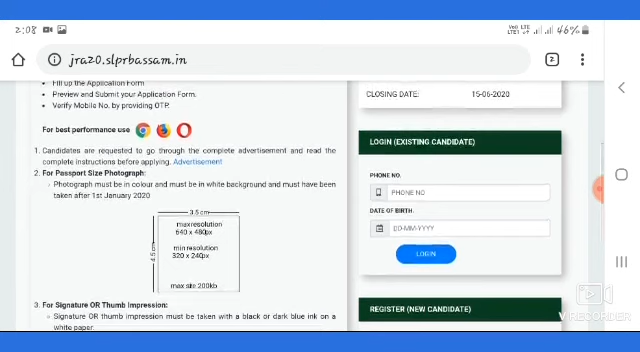 2:08
Vo) LTE
LTE1
46%
jra20.slprbassam.in
2
Fill up the Application Form.
Preview and Submit your Application Form.
Verify Mobile No. by providing OTP.
For best performance use
1. Candidates are requested to go through the complete advertisement and read the
complete instructions before applying. Advertisement
2. For Passport Size Photograph:
Photograph must be in colour and must be in white background and must have been
taken after 1st January 2020
3.5 cm
4.5 cm
max resolution
640 x 480px
min resolution
320 x 240px
max size 200kb
3. For Signature OR Thumb Impression:
Signature OR thumb impression must be taken with a black or dark blue ink on a
white paper.
CLOSING DATE: 15-06-2020
LOGIN (EXISTING CANDIDATE)
PHONE NO.
PHONE NO
DATE OF BIRTH.
DD-MM-YYYY
LOGIN
REGISTER (NEW CANDIDATE)
V RECORDER